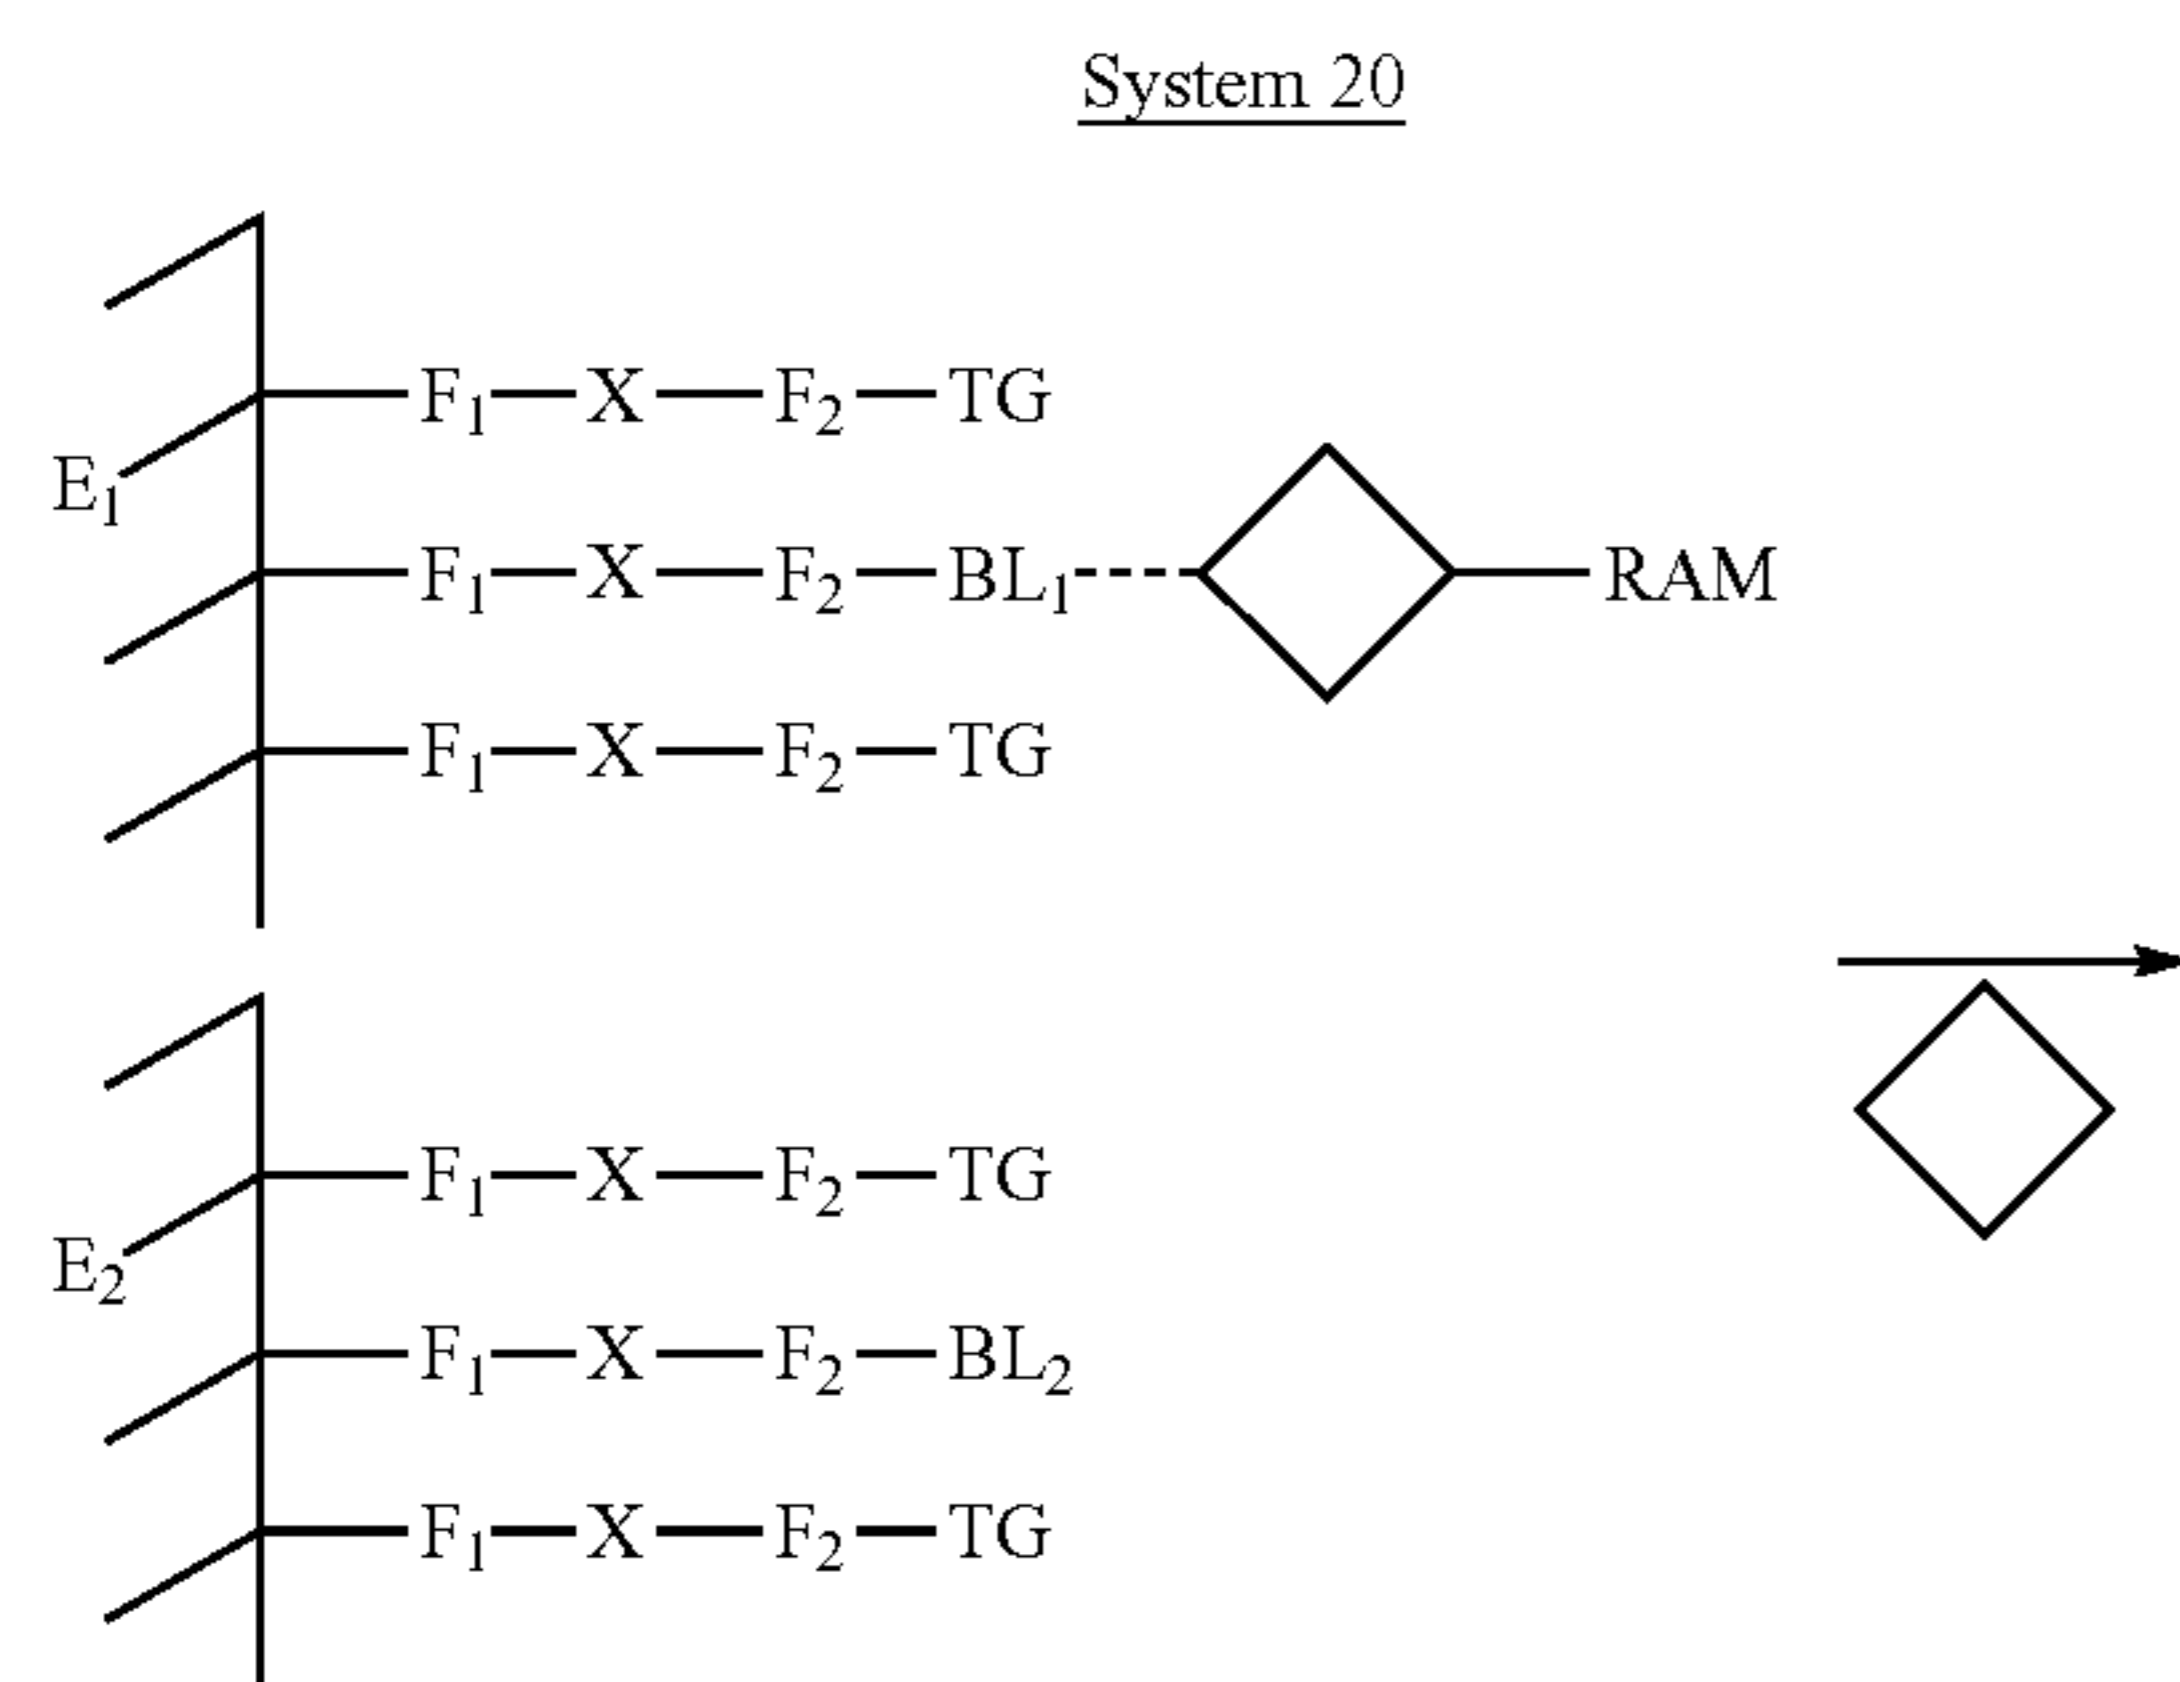 System 20
F₁—X—F₂—TG
E₁
F₁—X—F₂—BL₁ RAM
F₁—X—F₂—TG
F₁—X—F₂—TG
E₂
F₁—X—F₂—BL₂
F₁—X—F₂—TG